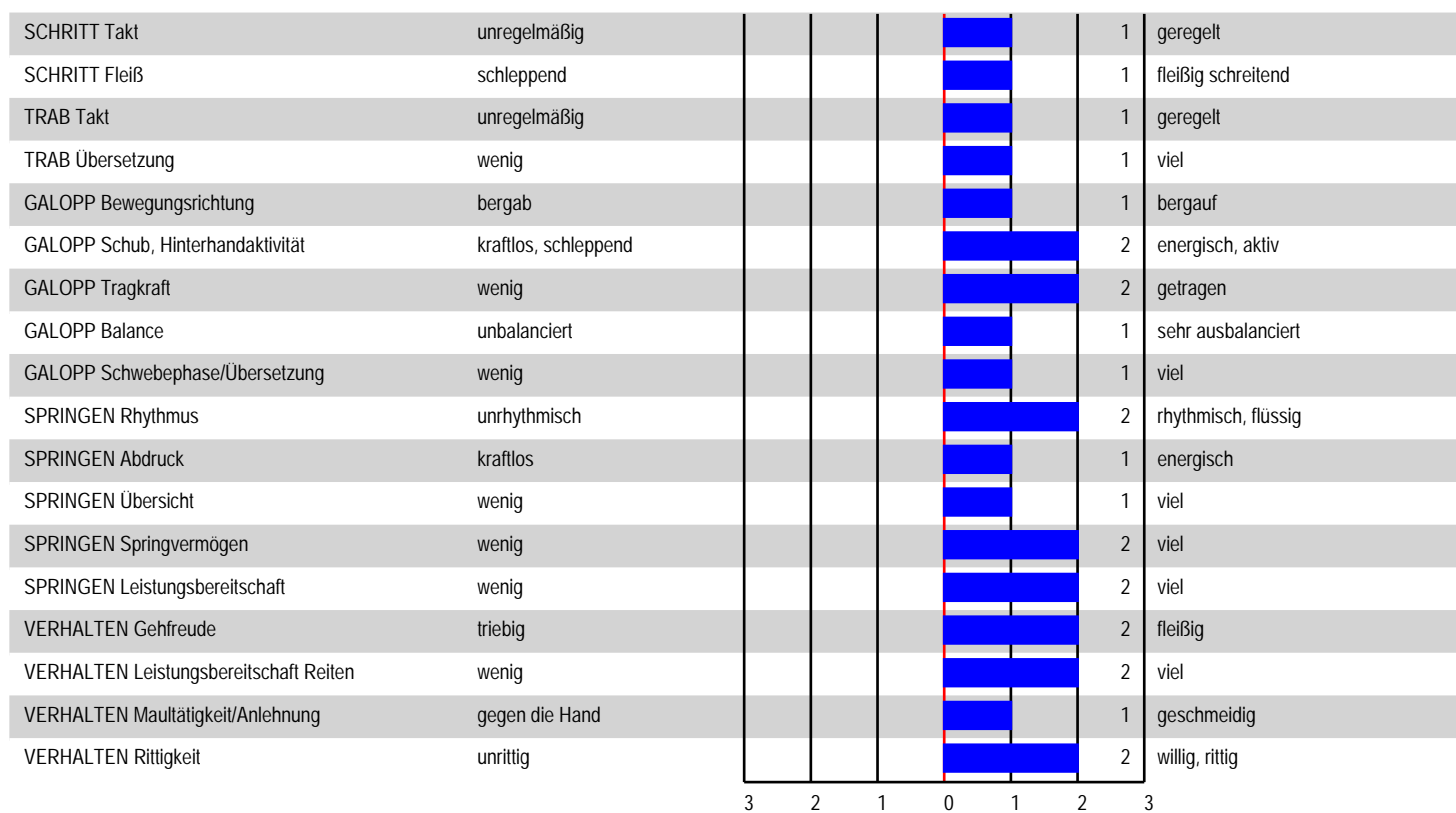 SCHRITT Takt unregelmäßig 1 geregelt
SCHRITT Fleiß schleppend 1 fleißig schreitend
TRAB Takt unregelmäßig 1 geregelt
TRAB Übersetzung wenig 1 viel
GALOPP Bewegungsrichtung bergab 1 bergauf
GALOPP Schub, Hinterhandaktivität kraftlos, schleppend 2 energisch, aktiv
GALOPP Tragkraft wenig 2 getragen
GALOPP Balance unbalanciert 1 sehr ausbalanciert
GALOPP Schwebephase/Übersetzung wenig 1 viel
SPRINGEN Rhythmus unrhythmisch 2 rhythmisch, flüssig
SPRINGEN Abdruck kraftlos 1 energisch
SPRINGEN Übersicht wenig 1 viel
SPRINGEN Springvermögen wenig 2 viel
SPRINGEN Leistungsbereitschaft wenig 2 viel
VERHALTEN Gehfreude triebig 2 fleißig
VERHALTEN Leistungsbereitschaft Reiten wenig 2 viel
VERHALTEN Maultätigkeit/Anlehnung gegen die Hand 1 geschmeidig
VERHALTEN Rittigkeit unrittig 2 willig, rittig
3 2 1 0 1 2 3